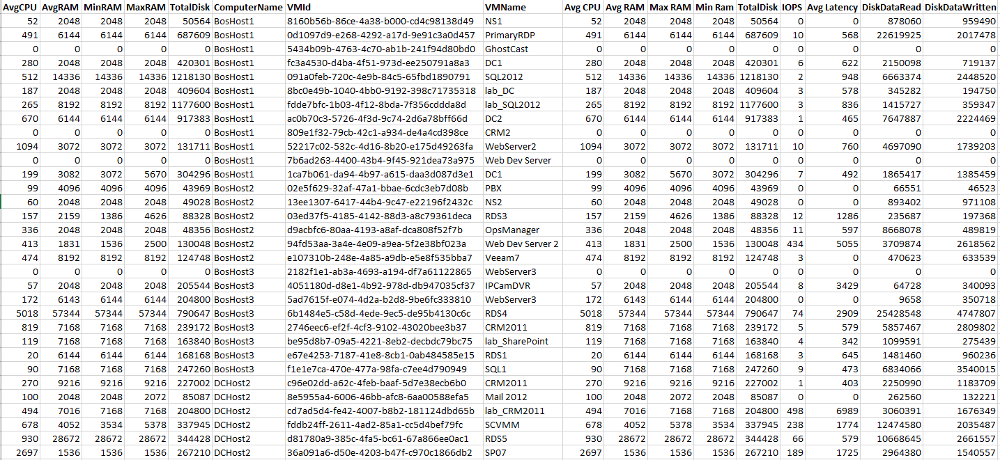 AvgCPU AvgRAM MinRAM MaxRAM TotalDisk ComputerName VMId VMName Avg CPU Avg RAM Max RAM Min Ram TotalDisk IOPS Avg Latency DiskDataRead DiskDataWritten
52 2048 2048 2048 50564 BosHost1 8160b56b-86ce-4a38-b000-cd4c98138d49 NS1 52 2048 2048 2048 50564 0 0 878060 959490
491 6144 6144 6144 687609 BosHost1 0d1097d9-e268-4292-a17d-9e91c3a0d457 PrimaryRDP 491 6144 6144 6144 687609 10 568 22619925 2017478
0 0 0 0 0 BosHost1 5434b09b-4763-4c70-ab1b-241f94d80bd0 GhostCast 0 0 0 0 0 0 0 0 0
280 2048 2048 2048 420301 BosHost1 fc3a4530-d4ba-4f51-973d-ee250791a8a3 DC1 280 2048 2048 2048 420301 6 622 2150098 719137
512 14336 14336 14336 1218130 BosHost1 091a0feb-720c-4e9b-84c5-65fbd1890791 SQL2012 512 14336 14336 14336 1218130 2 948 6663374 2448520
187 2048 2048 2048 409604 BosHost1 8bc0e49b-1040-4bb0-9192-398c71735318 lab_DC 187 2048 2048 2048 409604 3 578 345282 194750
265 8192 8192 8192 1177600 BosHost1 fdde7bfc-1b03-4f12-8bda-7f356cddda8d lab_SQL2012 265 8192 8192 8192 1177600 3 836 1415727 359347
670 6144 6144 6144 917383 BosHost1 ac0b70c3-5726-4f3d-9c74-2d6a78bff66d DC2 670 6144 6144 6144 917383 1 465 7647887 2224469
0 0 0 0 0 BosHost1 809e1f32-79cb-42c1-a934-de4a4cd398ce CRM2 0 0 0 0 0 0 0 0 0
1094 3072 3072 3072 131711 BosHost1 52217c02-532c-4d16-8b20-e175d49263fa WebServer2 1094 3072 3072 3072 131711 10 760 4697090 1739203
0 0 0 0 0 BosHost1 7b6ad263-4400-43b4-9f45-921dea73a975 Web Dev Server 0 0 0 0 0 0 0 0 0
199 3082 3072 5670 304296 BosHost1 1ca7b061-da94-4b97-a615-daa3d087d3e1 DC1 199 3082 5670 3072 304296 7 492 1865417 1385459
99 4096 4096 4096 43969 BosHost2 02e5f629-32af-47a1-bbae-6cdc3eb7d08b PBX 99 4096 4096 4096 43969 0 0 66551 46523
60 2048 2048 2048 49028 BosHost2 13ee1307-6417-44b4-9c47-e22196f2432c NS2 60 2048 2048 2048 49028 0 0 893402 971108
157 2159 1386 4626 88328 BosHost2 03ed37f5-4185-4142-88d3-a8c79361deca RDS3 157 2159 4626 1386 88328 12 1286 235687 197368
336 2048 2048 2048 48356 BosHost2 d9acbfc6-80aa-4193-a8af-dca808f52f7b OpsManager 336 2048 2048 2048 48356 11 597 8668078 489819
413 1831 1536 2500 130048 BosHost2 94fd53aa-3a4e-4e09-a9ea-5f2e38bf023a Web Dev Server 2 413 1831 2500 1536 130048 434 5055 3709874 2618562
474 8192 8192 8192 124748 BosHost2 e107310b-248e-4a85-a9db-e5e8f535bba7 Veeam7 474 8192 8192 8192 124748 3 0 470623 633539
0 0 0 0 0 BosHost3 2182f1e1-ab3a-4693-a194-df7a61122865 WebServer3 0 0 0 0 0 0 0 0 0
57 2048 2048 2048 205544 BosHost3 4051180d-d8e1-4b92-978d-db947035cf37 IPCamDVR 57 2048 2048 2048 205544 8 3429 64728 340093
172 6143 6144 6144 204800 BosHost3 5ad7615f-e074-4d2a-b2d8-9be6fc333810 WebServer3 172 6143 6144 6144 204800 0 0 9658 350718
5018 57344 57344 57344 790647 BosHost3 6b1484e5-c58d-4ede-9ec5-de95b4130c6c RDS4 5018 57344 57344 57344 790647 74 2909 25428548 4747807
819 7168 7168 7168 239172 BosHost3 2746eec6-ef2f-4cf3-9102-43020bee3b37 CRM2011 819 7168 7168 7168 239172 5 579 5857467 2809802
119 7168 7168 7168 163840 BosHost3 be95d8b7-09a5-4221-8eb2-decbdc79bc75 lab_SharePoint 119 7168 7168 7168 163840 4 342 1099591 275439
20 6144 6144 6144 168168 BosHost3 e67e4253-7187-41e8-8cb1-0ab484585e15 RDS1 20 6144 6144 6144 168168 3 645 1481460 960236
90 7168 7168 7168 247260 BosHost3 f1e1e7ca-470e-477a-98fa-c7ee4d790949 SQL1 90 7168 7168 7168 247260 9 473 6834066 3540015
270 9216 9216 9216 227002 DCHost2 c96e02dd-a62c-4feb-baaf-5d7e38ecb6b0 CRM2011 270 9216 9216 9216 227002 1 403 2250990 1183709
100 2048 2048 2072 85087 DCHost2 8e5955a4-6006-46bb-afc8-6aa00588efa5 Mail 2012 100 2048 2072 2048 85087 0 0 262560 132221
494 7016 7168 7168 204800 DCHost2 cd7ad5d4-fe42-4007-b8b2-181124dbd65b lab_CRM2011 494 7016 7168 7168 204800 498 6989 3060391 1676349
678 4052 3534 5378 337945 DCHost2 fddb24ff-2611-4ad2-85a1-cc5d4bef79fc SCVMM 678 4052 5378 3534 337945 238 1774 12474580 2035487
930 28672 28672 28672 344428 DCHost2 d81780a9-385c-4fa5-bc61-67a866ee0ac1 RDS5 930 28672 28672 28672 344428 66 579 10668645 2661557
2697 1536 1536 1536 267210 DCHost2 36a091a6-d50e-4203-b47f-c970c1866db2 SP07 2697 1536 1536 1536 267210 189 1725 2964380 1540557